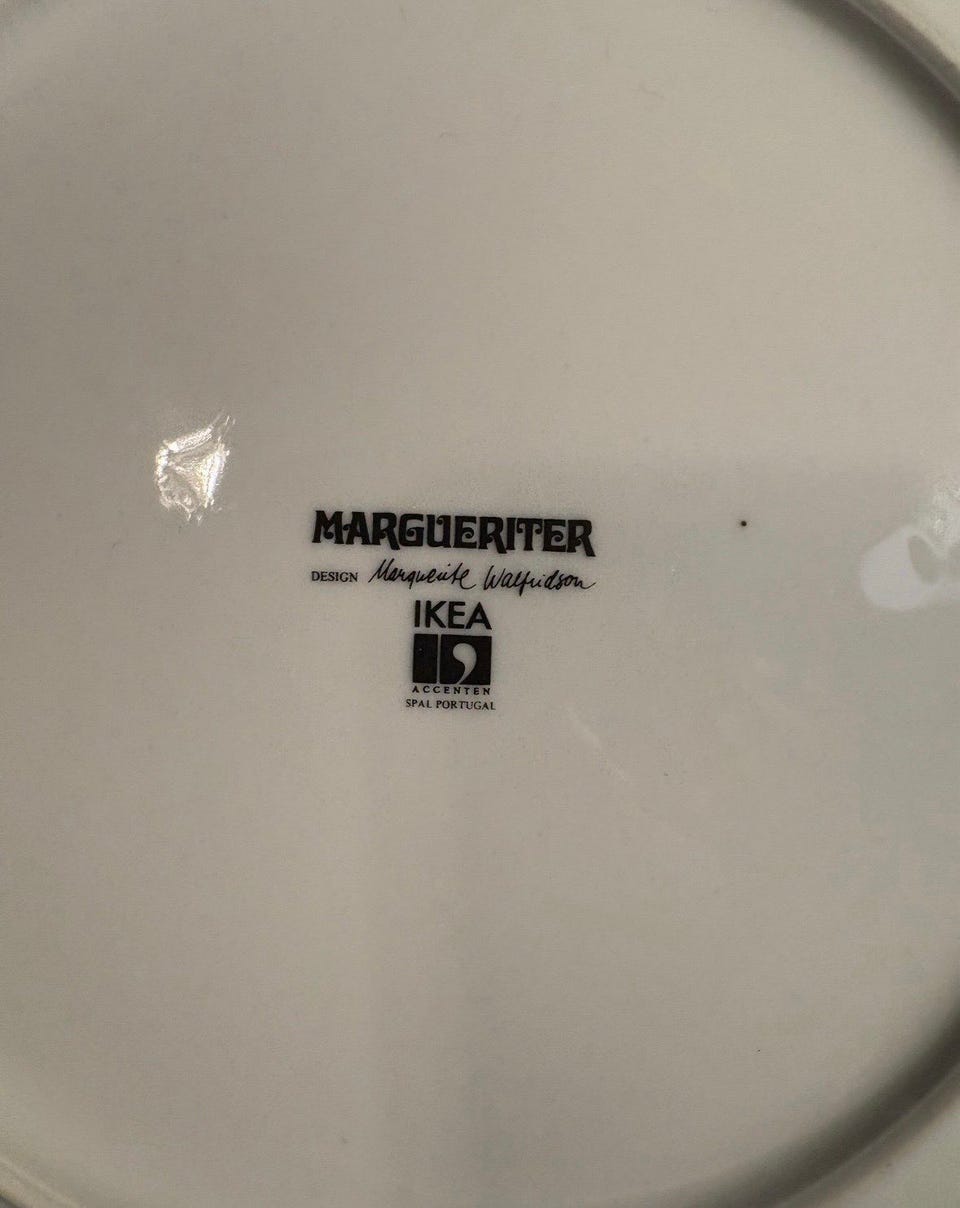 MARGUERITER
DESIGN Marguerite Walfridson
IKEA
ACCENTEN
SPAL PORTUGAL